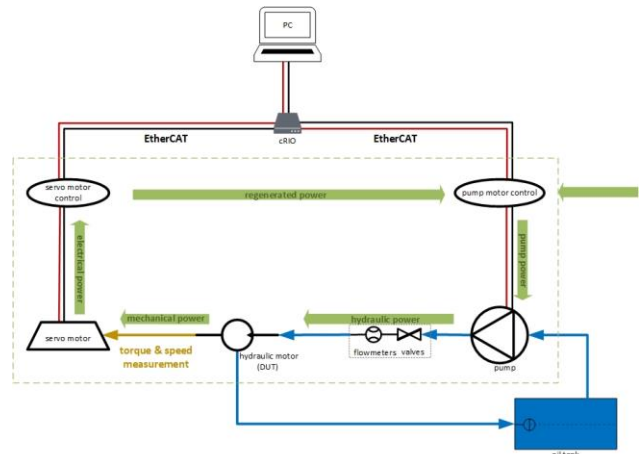 PC
cRIO
EtherCAT
EtherCAT
servo motor
control
regenerated power
pump motor control
electrical power
pump power
mechanical power
hydraulic power
servo motor
torque & speed
measurement
hydraulic motor
(DUT)
flowmeters
valves
pump